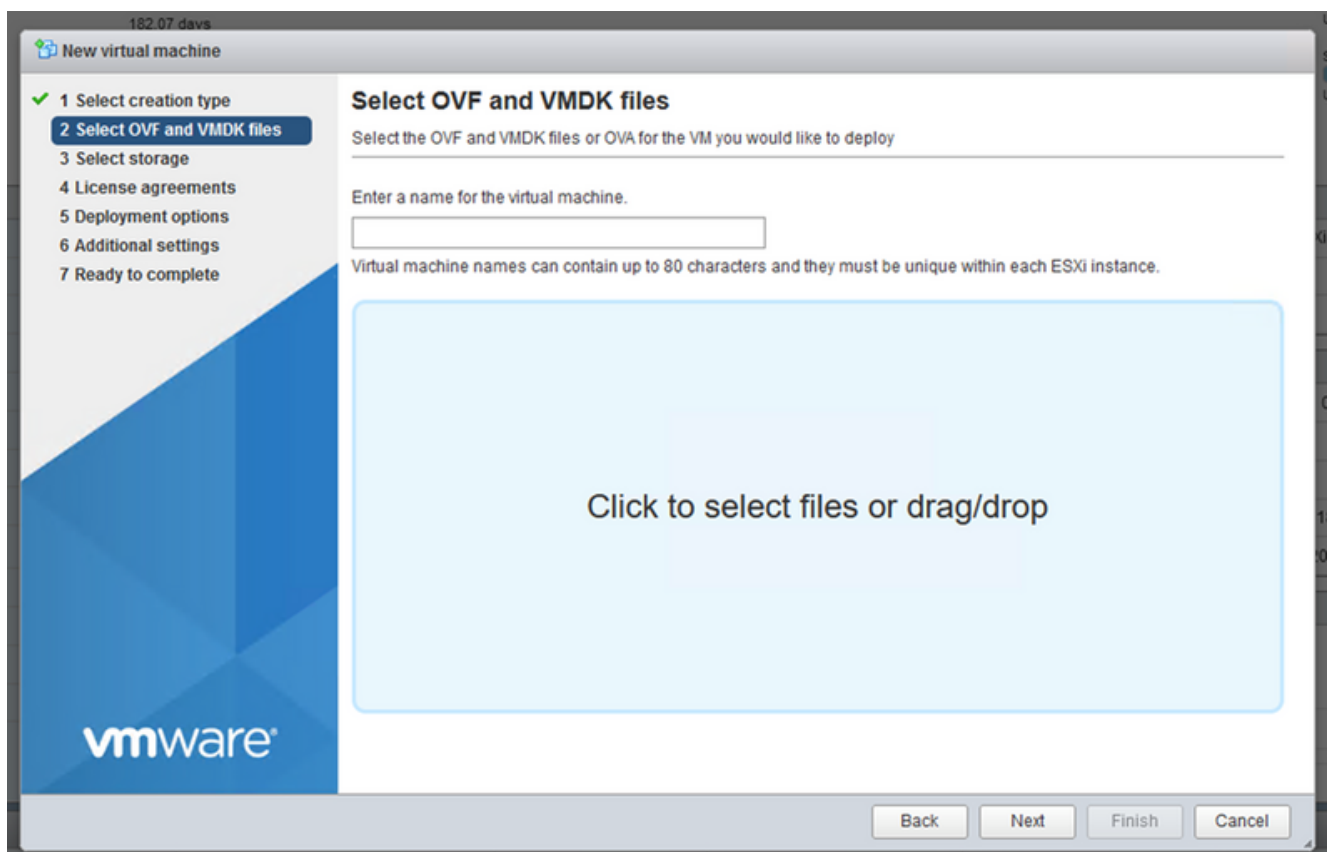 182.07 days
New virtual machine
1 Select creation type
2 Select OVF and VMDK files
3 Select storage
4 License agreements
5 Deployment options
6 Additional settings
7 Ready to complete
vmware®
Select OVF and VMDK files
Select the OVF and VMDK files or OVA for the VM you would like to deploy
Enter a name for the virtual machine.
Virtual machine names can contain up to 80 characters and they must be unique within each ESXi instance.
Click to select files or drag/drop
Back
Next
Finish
Cancel